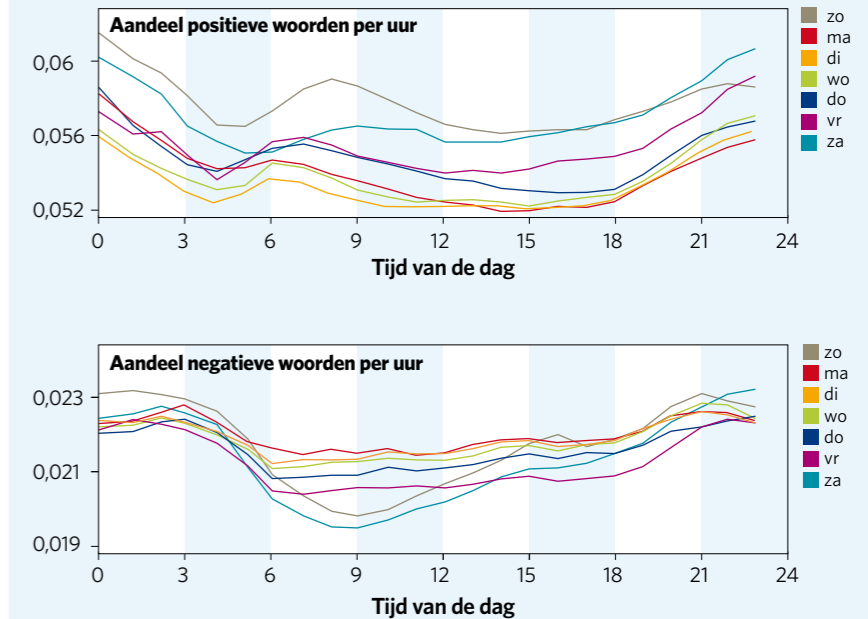 Aandeel positieve woorden per uur
0,06
0,056
0,052
0 3 6 9 12 15 18 21 24
Tijd van de dag
zo
ma
di
wo
do
vr
za
Aandeel negatieve woorden per uur
0,023
0,021
0,019
0 3 6 9 12 15 18 21 24
Tijd van de dag
zo
ma
di
wo
do
vr
za